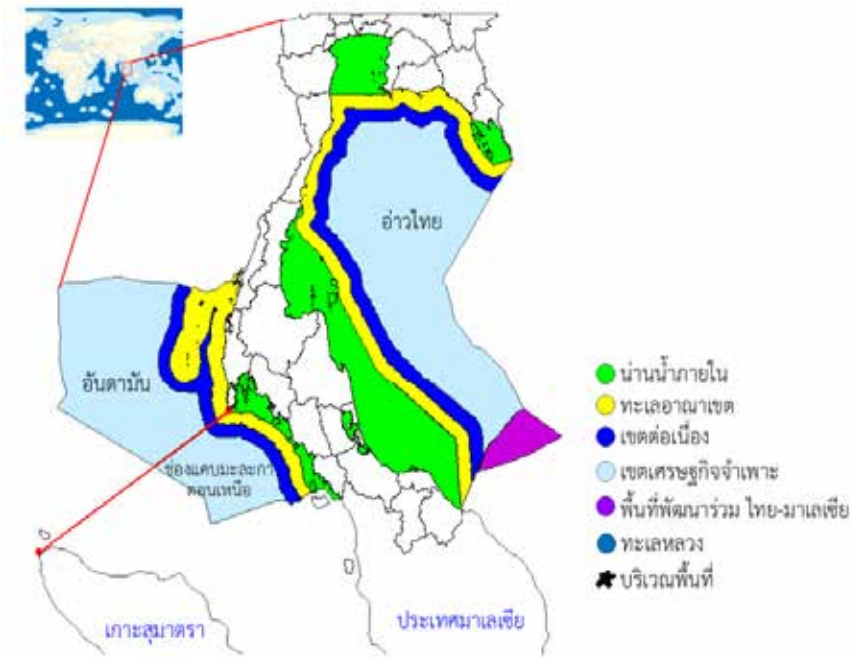 อ่าวไทย
อันดามัน
ช่องแคบมะละกา
ตอนเหนือ
เกาะสุมาตรา
ประเทศมาเลเซีย
น่านน้ำภายใน
ทะเลอาณาเขต
เขตต่อเนื่อง
เขตเศรษฐกิจจำเพาะ
พื้นที่พัฒนาร่วม ไทย-มาเลเซีย
ทะเลหลวง
บริเวณพื้นที่